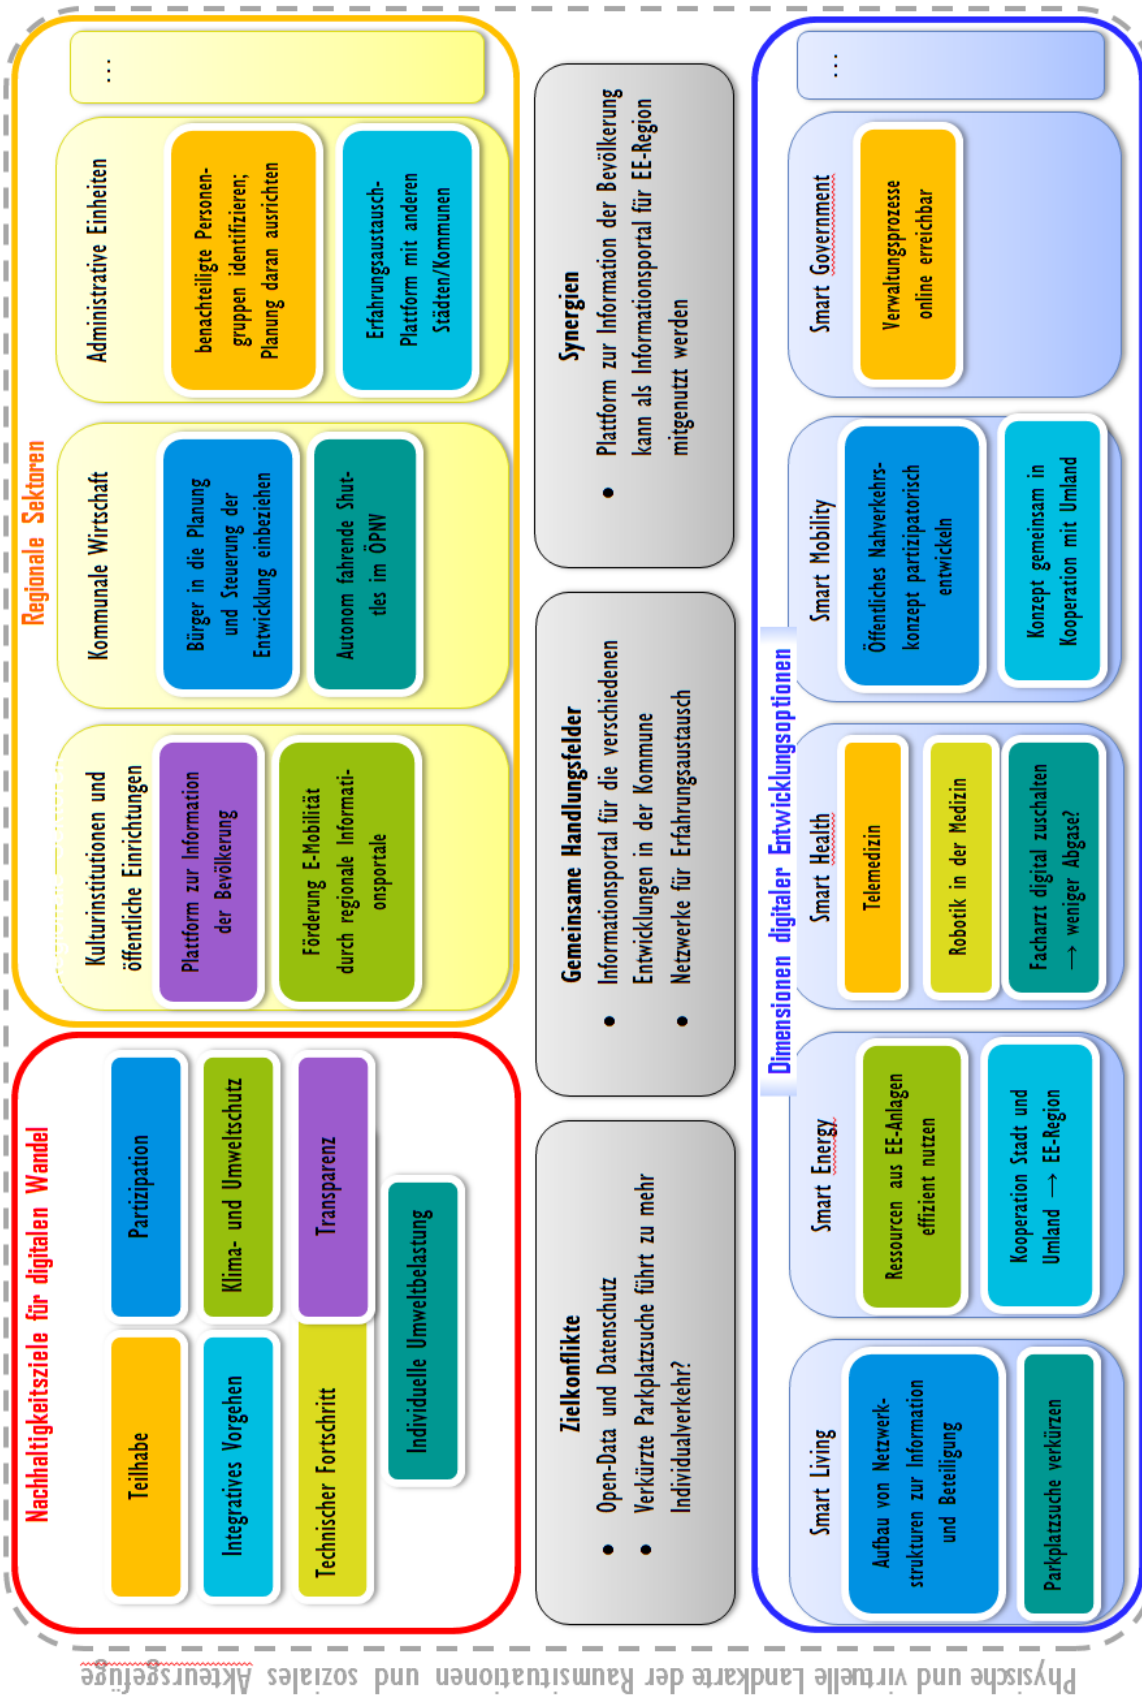 Nachhaltigkeitsziele für digitalen Wandel
Teilhabe
Partizipation
Integratives Vorgehen
Klima- und Umweltschutz
Technischer Fortschritt
Transparenz
Individuelle Umweltbelastung
Regionale Sektoren
Kulturinstitutionen und
öffentliche Einrichtungen
Plattform zur Information
der Bevölkerung
Förderung E-Mobilität
durch regionale Informati-
onsportale
Kommunale Wirtschaft
Bürger in die Planung
und Steuerung der
Entwicklung einbeziehen
Autonom fahrende Shut-
tles im ÖPNV
Administrative Einheiten
benachteiligte Personen-
gruppen identifizieren;
Planung daran ausrichten
Erfahrungsaustausch-
Plattform mit anderen
Städten/Kommunen
...
Zielkonflikte
• Open-Data und Datenschutz
• Verkürzte Parkplatzsuche führt zu mehr
Individualverkehr?
Gemeinsame Handlungsfelder
• Informationsportal für die verschiedenen
Entwicklungen in der Kommune
• Netzwerke für Erfahrungsaustausch
Synergien
• Plattform zur Information der Bevölkerung
kann als Informationsportal für EE-Region
mitgenutzt werden
Dimensionen digitaler Entwicklungsoptionen
Smart Living
Aufbau von Netzwerk-
strukturen zur Information
und Beteiligung
Parkplatzsuche verkürzen
Smart Energy
Ressourcen aus EE-Anlagen
effizient nutzen
Kooperation Stadt und
Umland → EE-Region
Smart Health
Telemedizin
Robotik in der Medizin
Facharzt digital zuschalten
→ weniger Abgase?
Smart Mobility
Öffentliches Nahverkehrs-
konzept partizipatorisch
entwickeln
Konzept gemeinsam in
Kooperation mit Umland
Smart Government
Verwaltungsprozesse
online erreichbar
...
Physische und virtuelle Landkarte der Raumsituationen und soziales Akteursgefüge